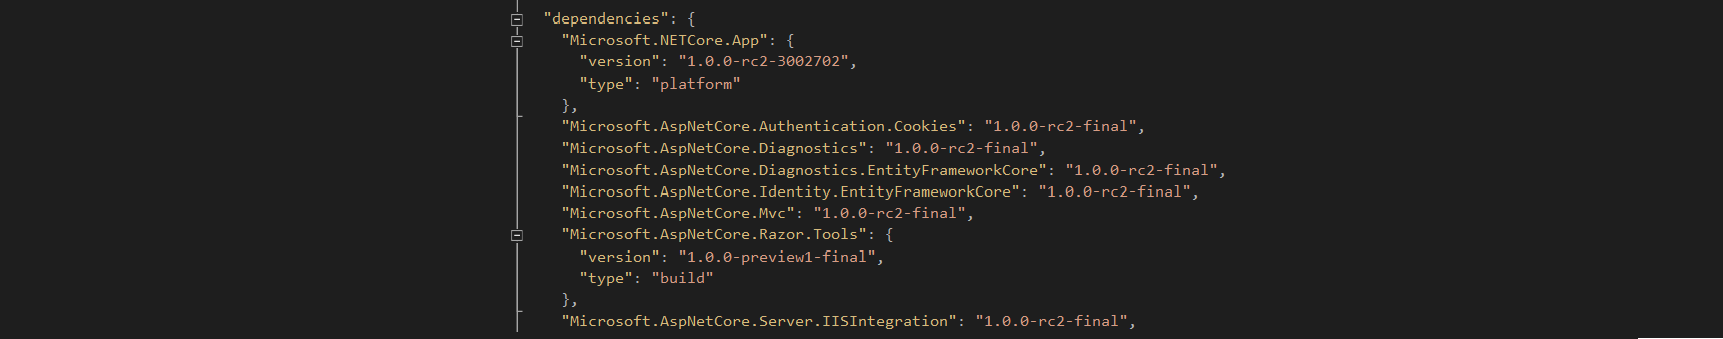 "dependencies": {
"Microsoft.NETCore.App": {
"version": "1.0.0-rc2-3002702",
"type": "platform"
},
"Microsoft.AspNetCore.Authentication.Cookies": "1.0.0-rc2-final",
"Microsoft.AspNetCore.Diagnostics": "1.0.0-rc2-final",
"Microsoft.AspNetCore.Diagnostics.EntityFrameworkCore": "1.0.0-rc2-final",
"Microsoft.AspNetCore.Identity.EntityFrameworkCore": "1.0.0-rc2-final",
"Microsoft.AspNetCore.Mvc": "1.0.0-rc2-final",
"Microsoft.AspNetCore.Razor.Tools": {
"version": "1.0.0-preview1-final",
"type": "build"
},
"Microsoft.AspNetCore.Server.IISIntegration": "1.0.0-rc2-final",